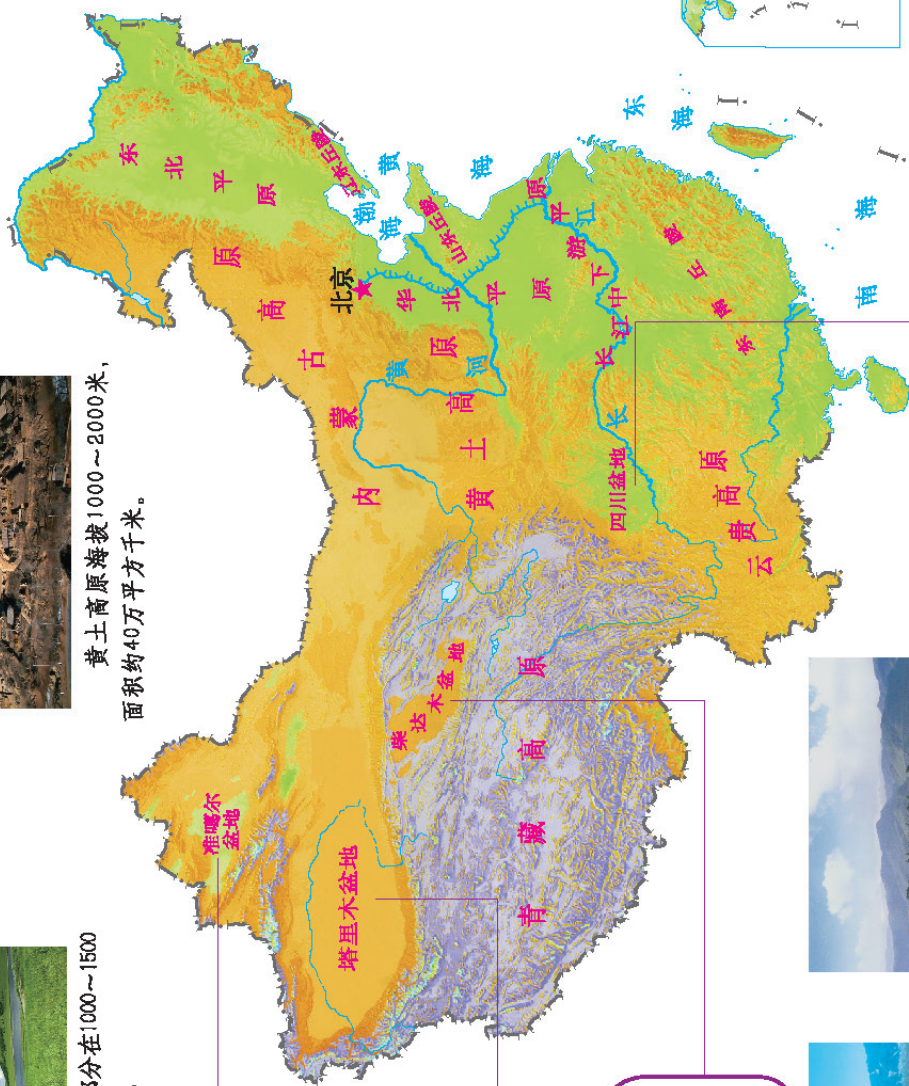 黄土高原海拔1000～2000米，
面积约40万平方千米。
分在1000～1500
东北平原
内蒙古高原
辽东丘陵
渤海
黄海
山东丘陵
北京
华北平原
黄河
黄土高原
准噶尔
盆地
塔里木盆地
柴达木盆地
青藏高原
四川盆地
长江
长江中下游平原
东海
东南丘陵
云贵高原
南海